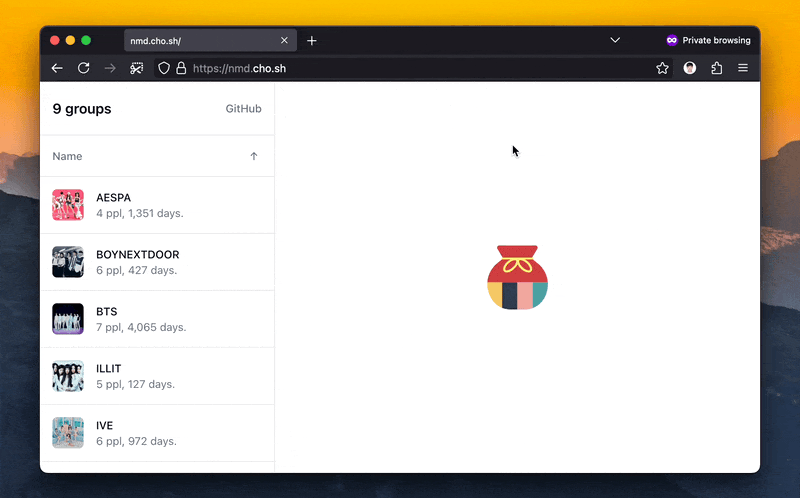 nmd.cho.sh/
Private browsing
https://nmd.cho.sh
9 groups
GitHub
Name
AESPA
4 ppl, 1,351 days.
BOYNEXTDOOR
6 ppl, 427 days.
BTS
7 ppl, 4,065 days.
ILLIT
5 ppl, 127 days.
IVE
6 ppl, 972 days.